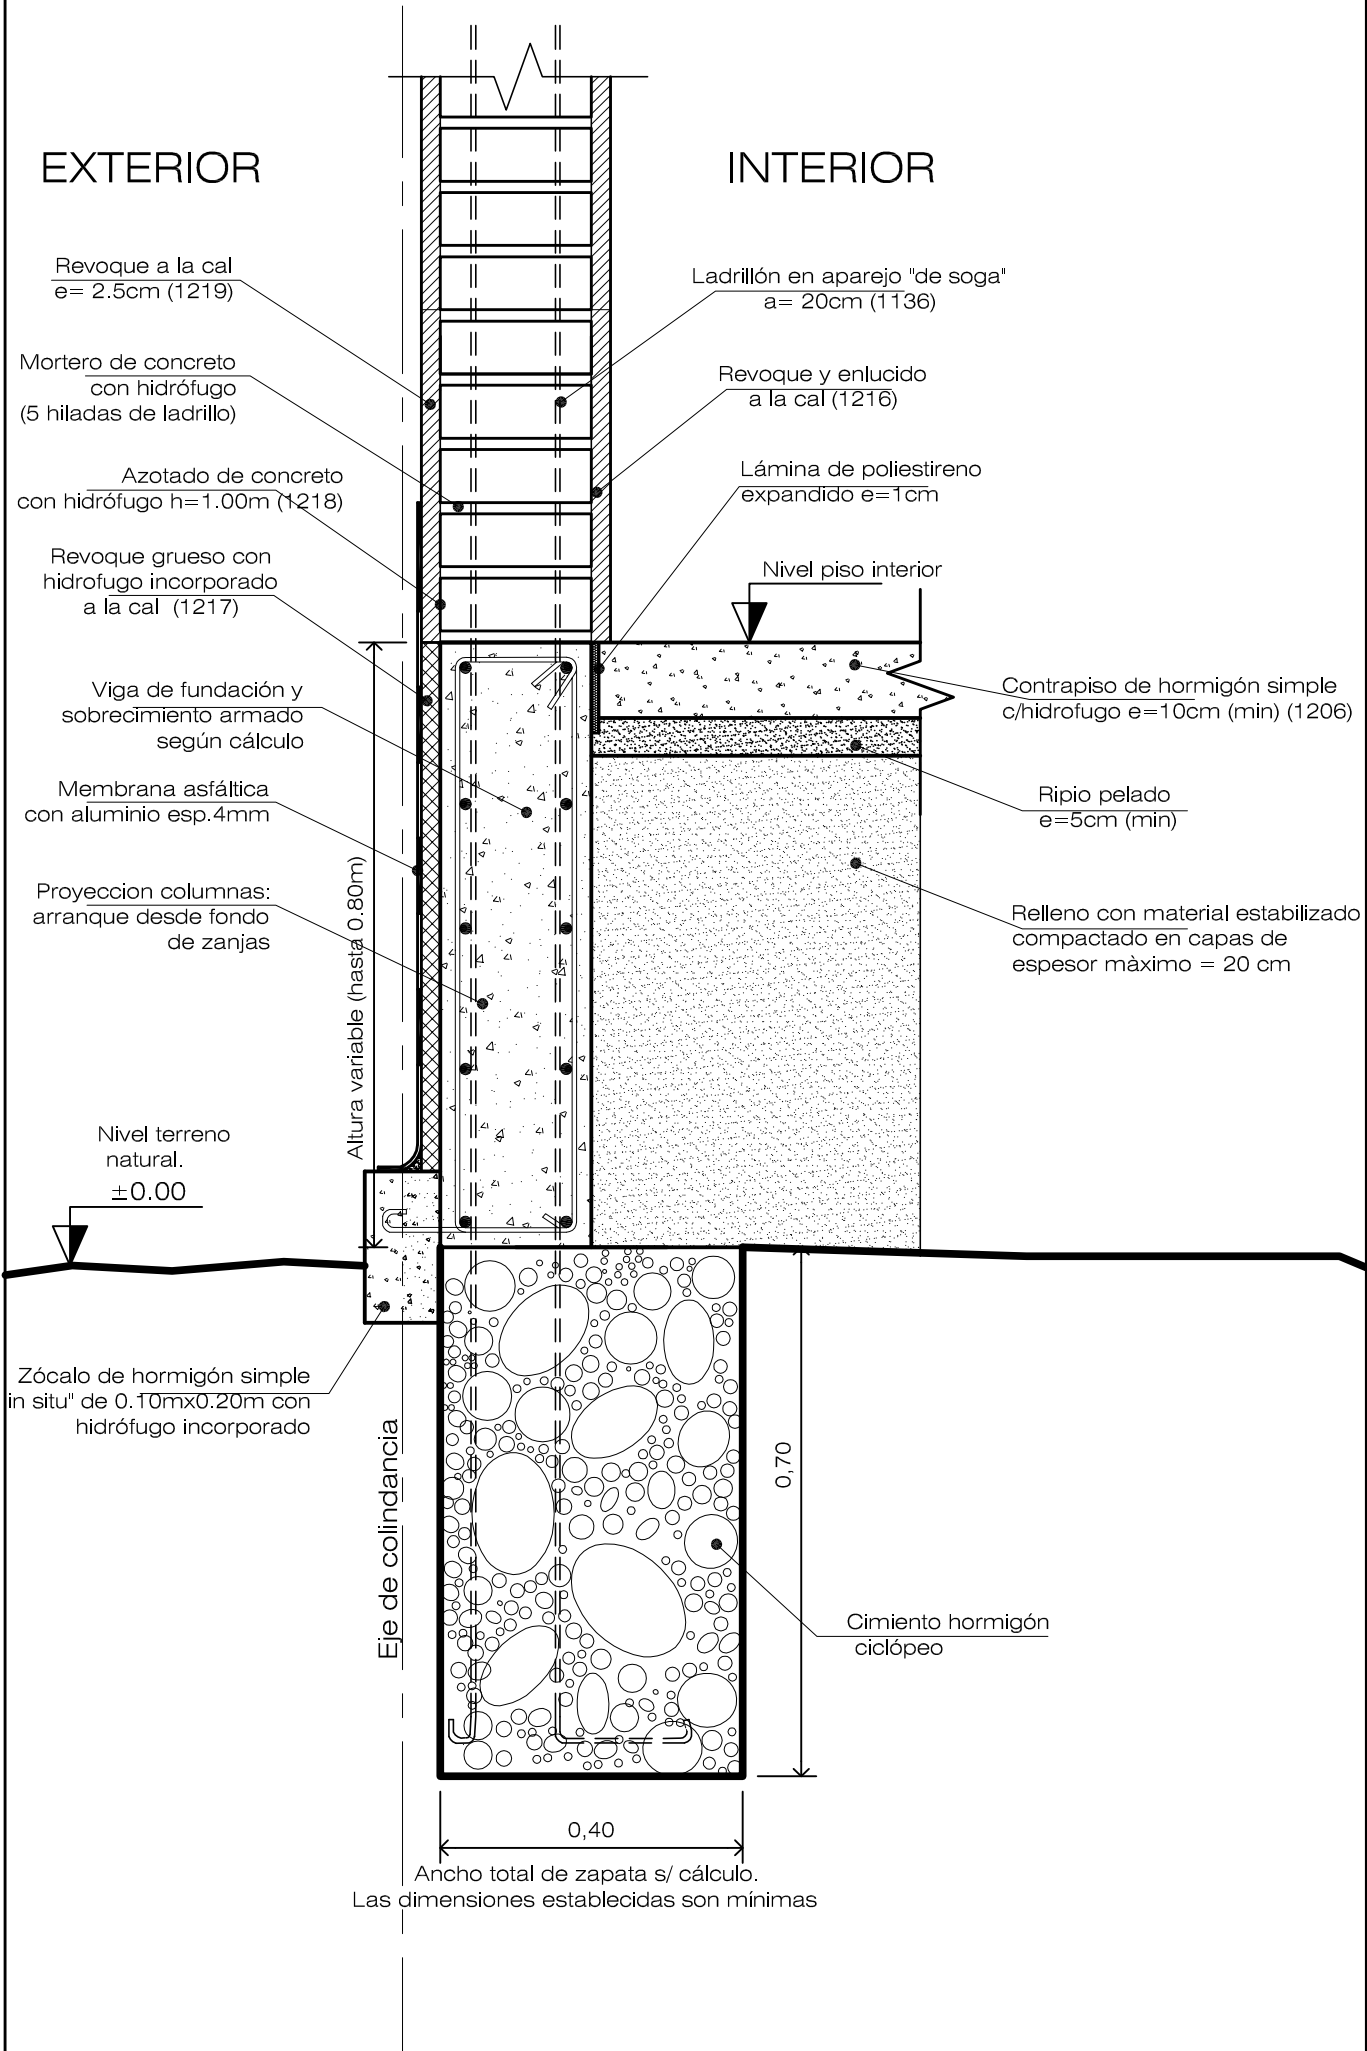 EXTERIOR
INTERIOR
Revoque a la cal
e= 2.5cm (1219)
Ladrillón en aparejo "de soga"
a= 20cm (1136)
Mortero de concreto
con hidrófugo
(5 hiladas de ladrillo)
Revoque y enlucido
a la cal (1216)
Azotado de concreto
con hidrófugo h=1.00m (1218)
Lámina de poliestireno
expandido e=1cm
Revoque grueso con
hidrofugo incorporado
a la cal (1217)
Nivel piso interior
Viga de fundación y
sobrecimiento armado
según cálculo
Contrapiso de hormigón simple
c/hidrofugo e=10cm (min) (1206)
Membrana asfáltica
con aluminio esp.4mm
Ripio pelado
e=5cm (min)
Proyeccion columnas:
arranque desde fondo
de zanjas
Altura variable (hasta 0.80m)
Relleno con material estabilizado
compactado en capas de
espesor màximo = 20 cm
Nivel terreno
natural.
±0.00
Zócalo de hormigón simple
in situ" de 0.10mx0.20m con
hidrófugo incorporado
Eje de colindancia
0,70
Cimiento hormigón
ciclópeo
0,40
Ancho total de zapata s/ cálculo.
Las dimensiones establecidas son mínimas